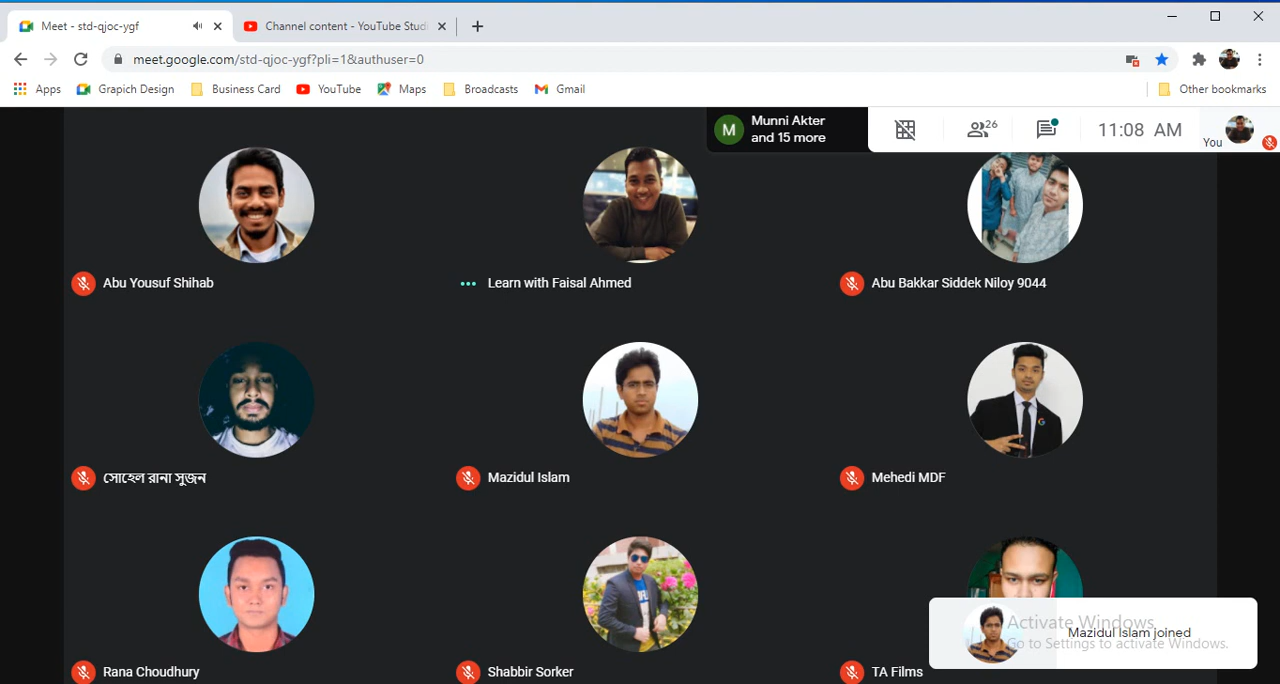 Meet - std-qjoc-ygf
Channel content - YouTube Studi
meet.google.com/std-qjoc-ygf?pli=1&authuser=0
Apps
Grapich Design
Business Card
YouTube
Maps
Broadcasts
Gmail
Other bookmarks
M
Munni Akter
and 15 more
26
11:08 AM
You
Abu Yousuf Shihab
Learn with Faisal Ahmed
Abu Bakkar Siddek Niloy 9044
সোহেল রানা সুজন
Mazidul Islam
Mehedi MDF
G
Rana Choudhury
Shabbir Sorker
TA Films
Activate Windows
Mazidul Islam joined
Go to Settings to activate Windows.